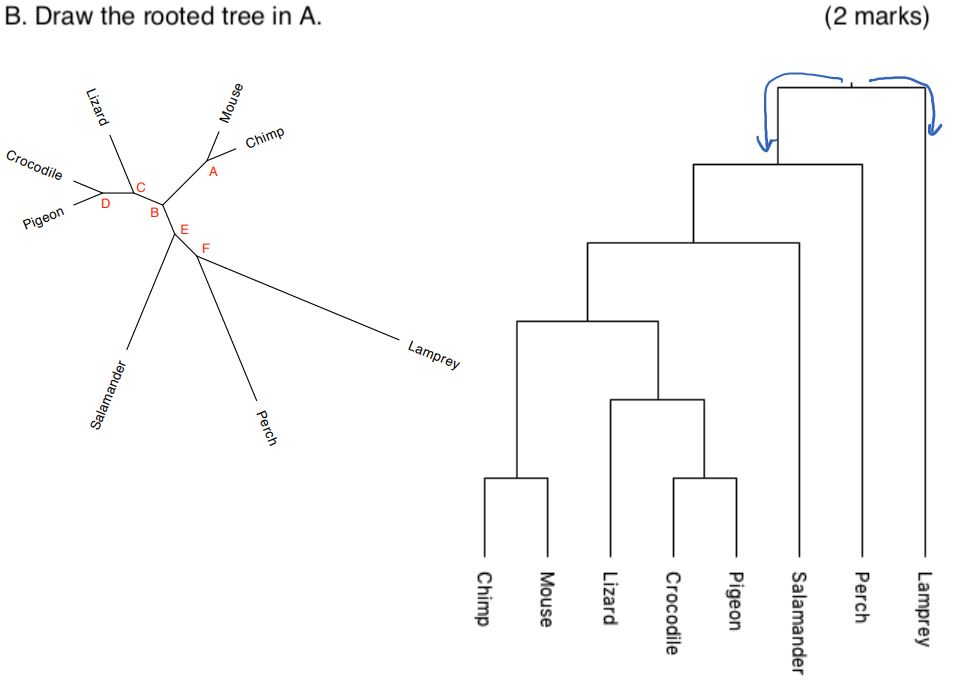 B. Draw the rooted tree in A. (2 marks)
Lizard
Mouse
Chimp
Crocodile
Pigeon
A
C
D
B
E
F
Salamander
Perch
Lamprey
Chimp
Mouse
Lizard
Crocodile
Pigeon
Salamander
Perch
Lamprey